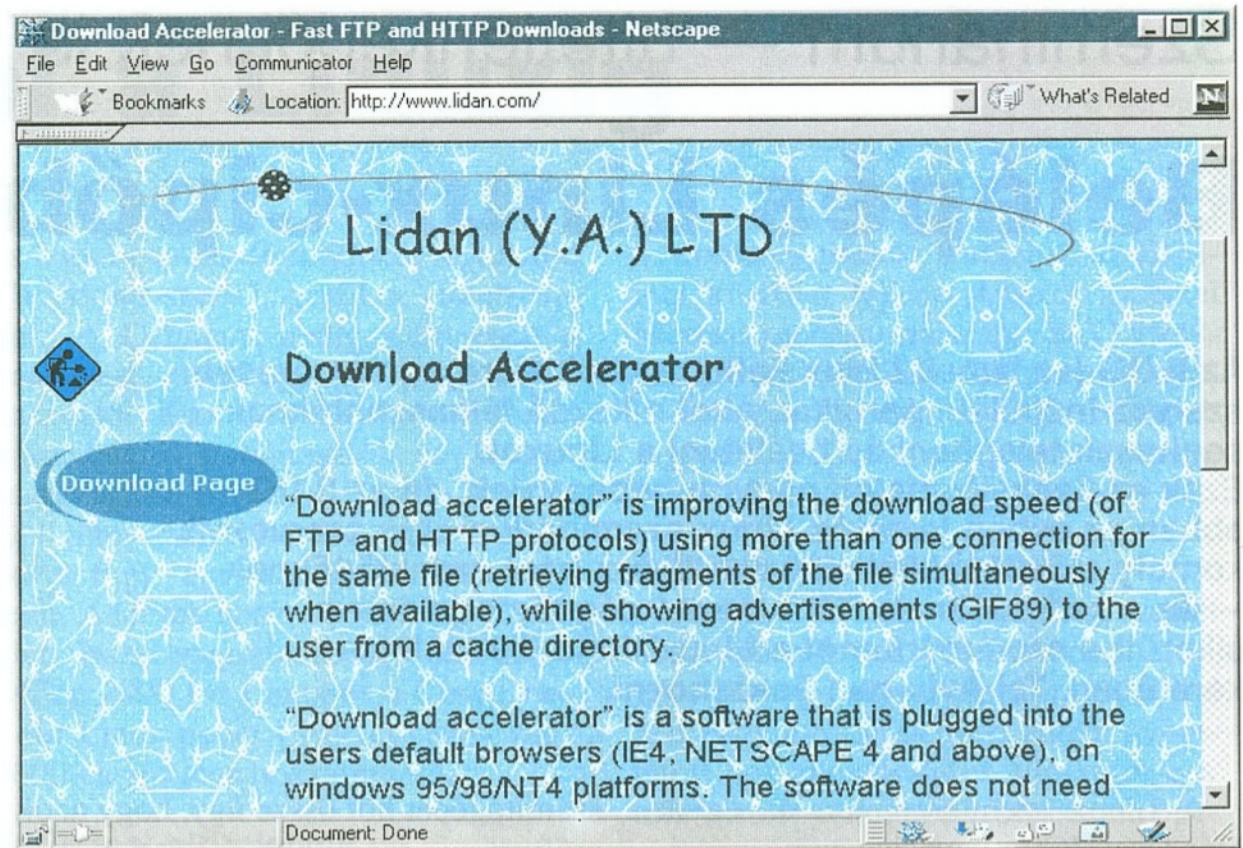 Download Accelerator - Fast FTP and HTTP Downloads - Netscape
File Edit View Go Communicator Help
Bookmarks Location: http://www.lidan.com/ What's Related N
Lidan (Y.A.) LTD
Download Accelerator
Download Page
"Download accelerator" is improving the download speed (of
FTP and HTTP protocols) using more than one connection for
the same file (retrieving fragments of the file simultaneously
when available), while showing advertisements (GIF89) to the
user from a cache directory.
"Download accelerator" is a software that is plugged into the
users default browsers (IE4, NETSCAPE 4 and above), on
windows 95/98/NT4 platforms. The software does not need
Document: Done